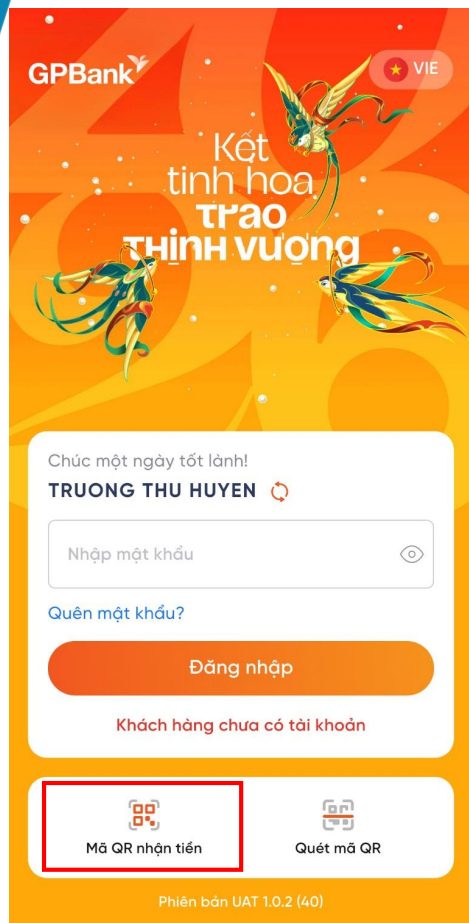 GPBank
VIE
Kết
tinh hoa
trao
thịnh vượng
Chúc một ngày tốt lành!
TRUONG THU HUYEN
Nhập mật khẩu
Quên mật khẩu?
Đăng nhập
Khách hàng chưa có tài khoản
Mã QR nhận tiền
Quét mã QR
Phiên bản UAT 1.0.2 (40)